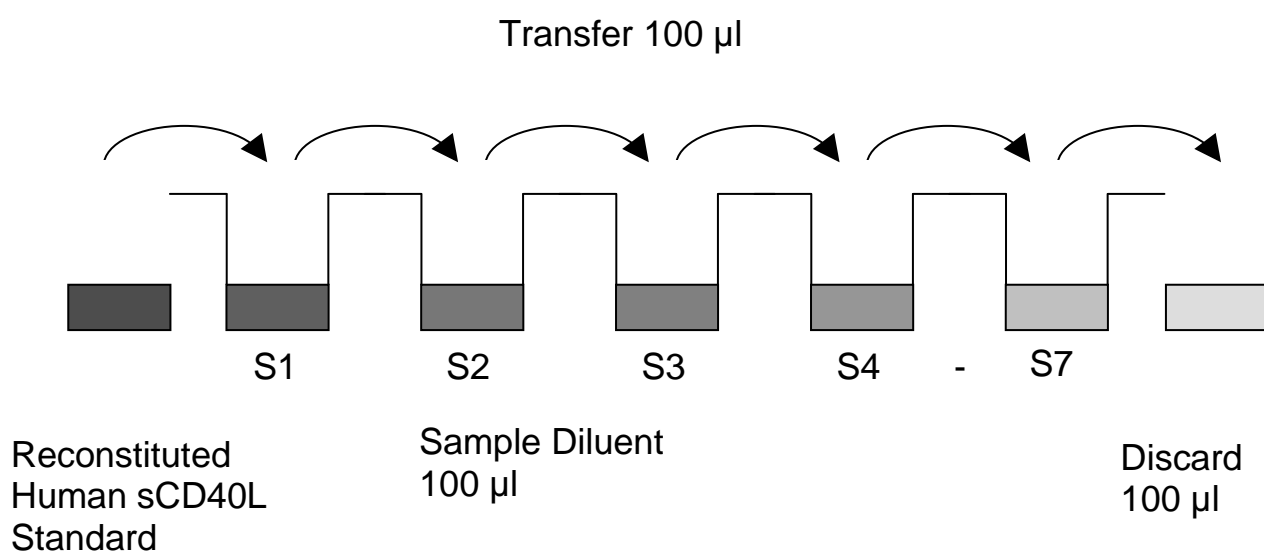 Transfer 100 µl
S1 S2 S3 S4 - S7
Reconstituted
Human sCD40L
Standard
Sample Diluent
100 µl
Discard
100 µl